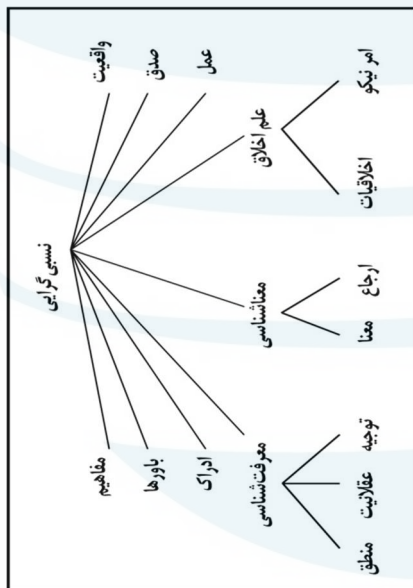 نسبی‌گرایی
واقعیت
صدق
عمل
علم اخلاق
امر نیکو
اخلاقیات
معناشناسی
ارجاع
معنا
مفاهیم
باورها
ادراک
معرفت‌شناسی
توجیه
عقلانیت
منطق